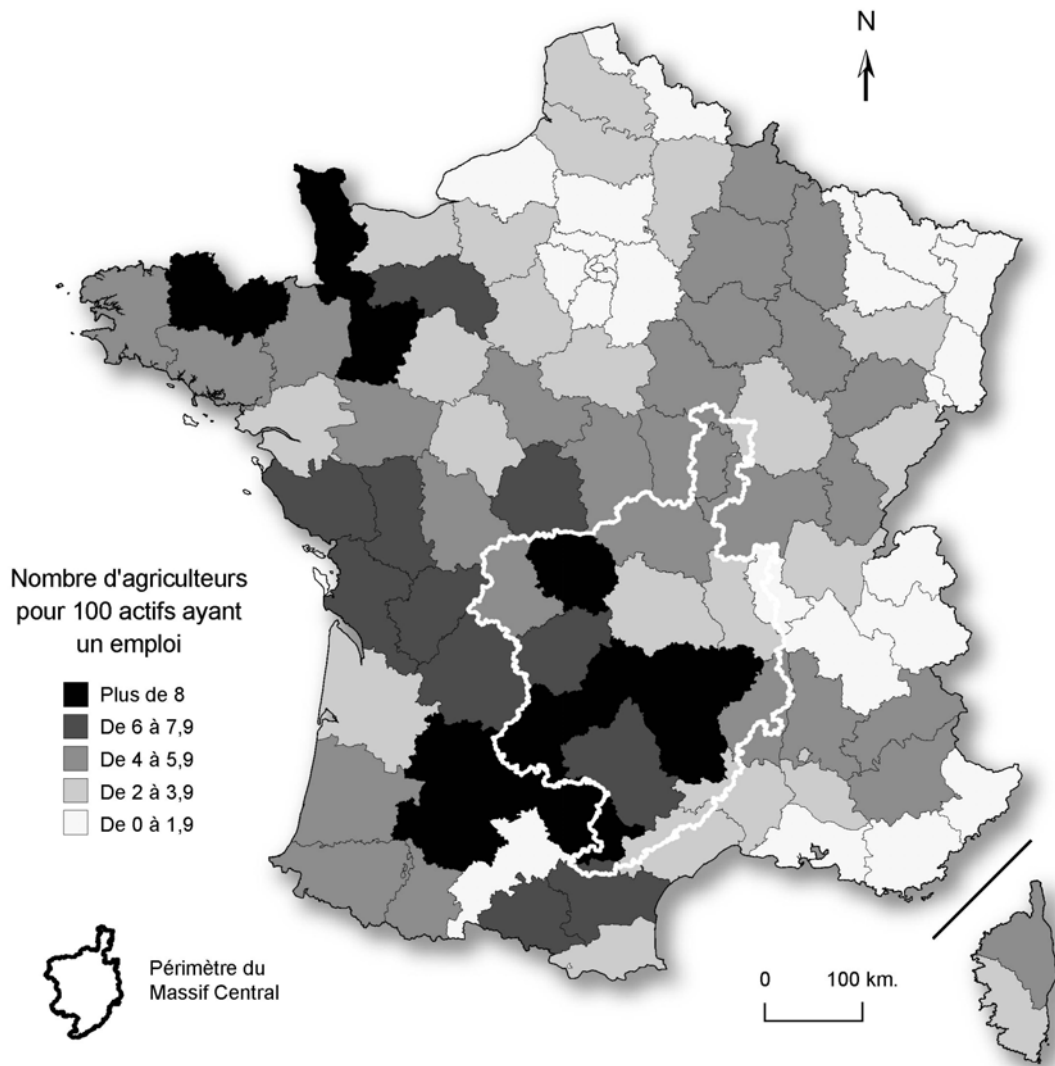 N
Nombre d'agriculteurs
pour 100 actifs ayant
un emploi
Plus de 8
De 6 à 7,9
De 4 à 5,9
De 2 à 3,9
De 0 à 1,9
Périmètre du
Massif Central
0 100 km.